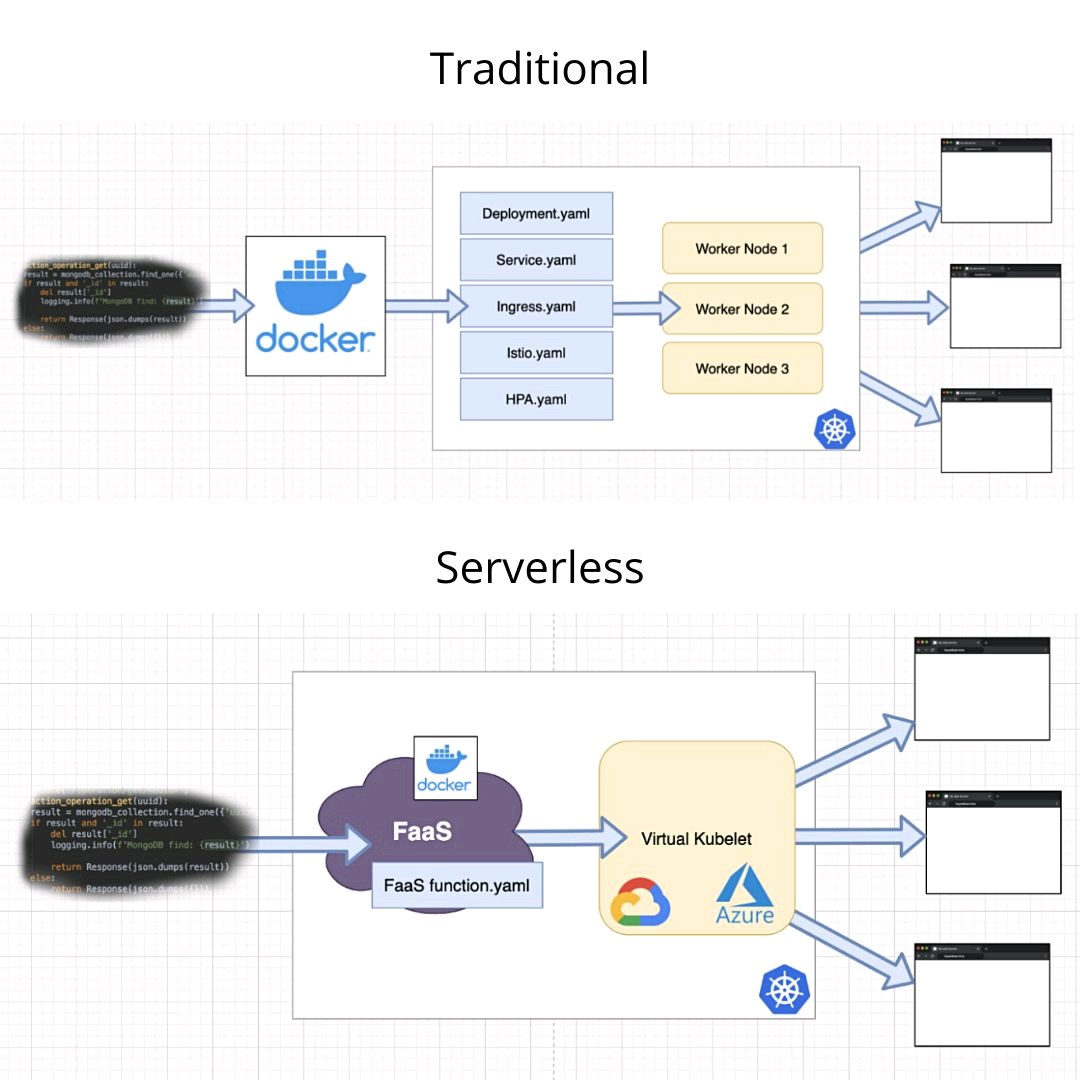 Traditional
ction_operation_get(uuid):
result = mongodb_collection.find_one({'
if result and '_id' in result:
del result['_id']
logging.info(f'MongoDB find: {result}')
return Response(json.dumps(result))
else:
return Response(json.dumps({}))
docker
Deployment.yaml
Service.yaml
Ingress.yaml
Istio.yaml
HPA.yaml
Worker Node 1
Worker Node 2
Worker Node 3
Serverless
ction_operation_get(uuid):
result = mongodb_collection.find_one({'
if result and '_id' in result:
del result['_id']
logging.info(f'MongoDB find: {result}')
return Response(json.dumps(result))
else:
return Response(json.dumps({}))
docker
FaaS
FaaS function.yaml
Virtual Kubelet
Azure